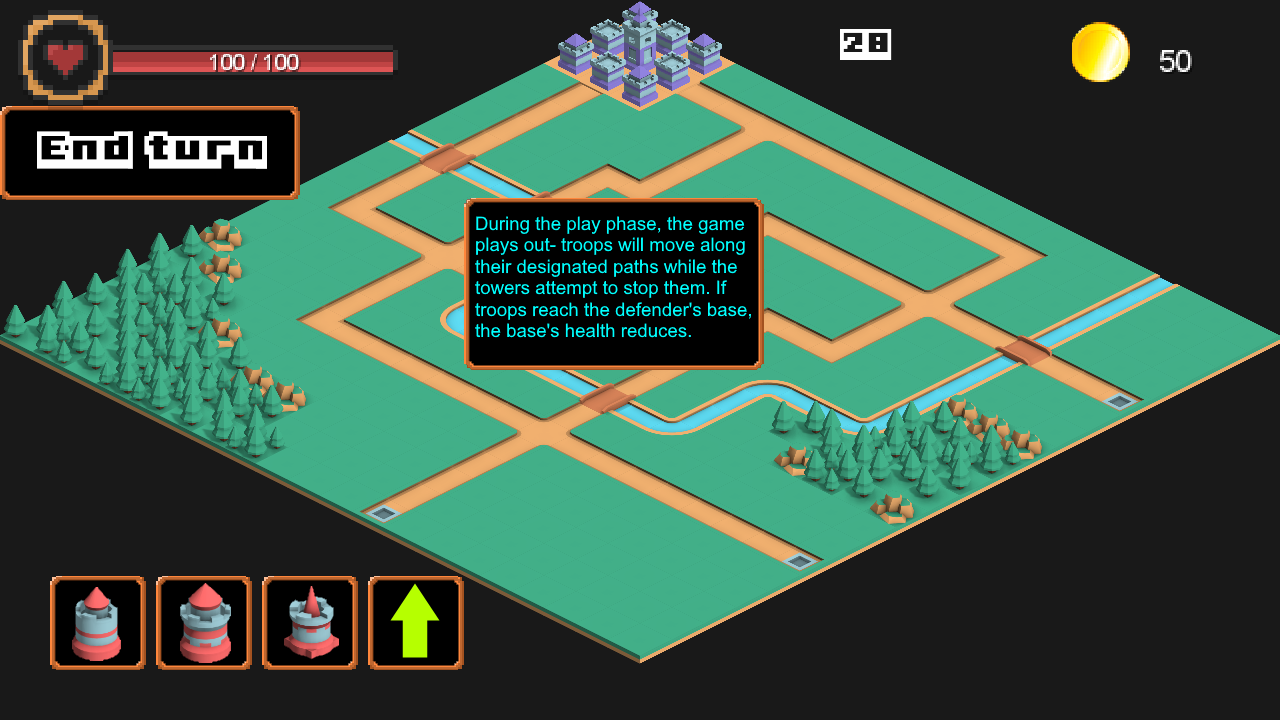 100 / 100
28
50
End turn
During the play phase, the game
plays out- troops will move along
their designated paths while the
towers attempt to stop them. If
troops reach the defender's base,
the base's health reduces.